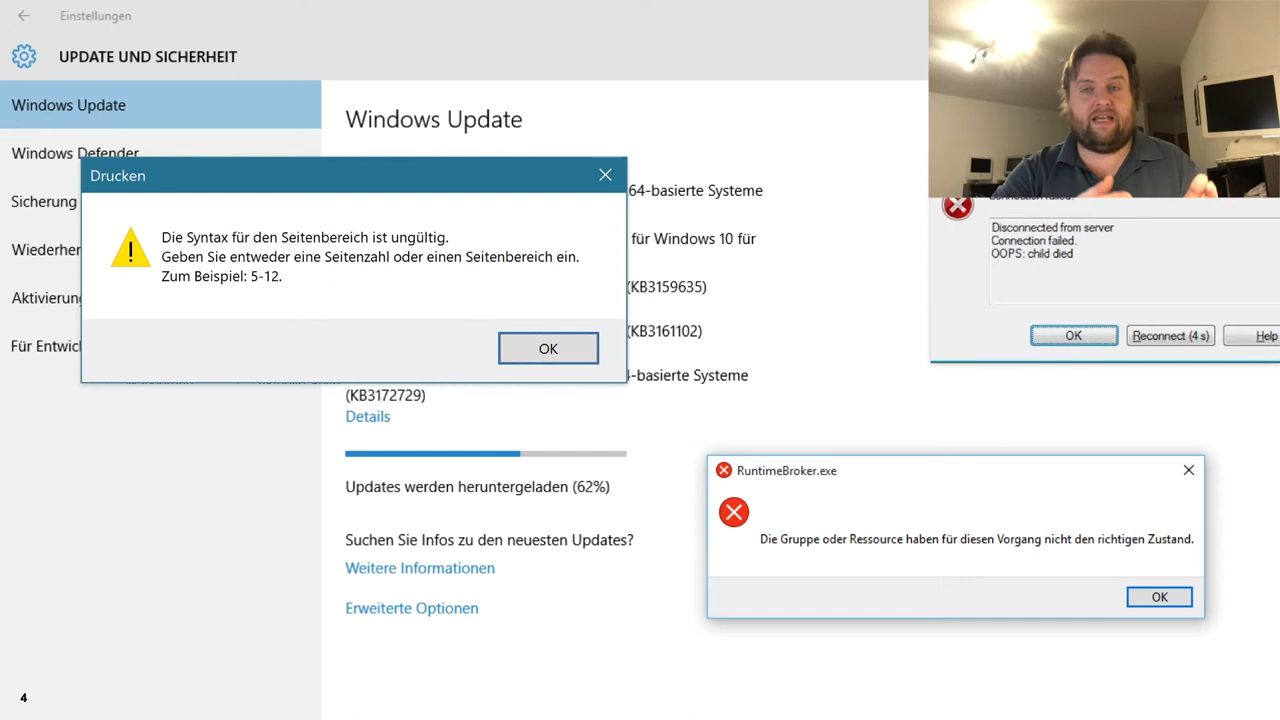 Einstellungen
UPDATE UND SICHERHEIT
Windows Update
Windows Defender
Sicherung
Für Entwick
Windows Update
64-basierte Systeme
für Windows 10 für
(KB3159635)
(KB3161102)
-basierte Systeme
(KB3172729)
Details
Updates werden heruntergeladen (62%)
Suchen Sie Infos zu den neuesten Updates?
Weitere Informationen
Erweiterte Optionen
Drucken
Die Syntax für den Seitenbereich ist ungültig.
Geben Sie entweder eine Seitenzahl oder einen Seitenbereich ein.
Zum Beispiel: 5-12.
OK
Disconnected from server
Connection failed.
OOPS: child died
OK
Reconnect (4 s)
Help
RuntimeBroker.exe
Die Gruppe oder Ressource haben für diesen Vorgang nicht den richtigen Zustand.
OK
4